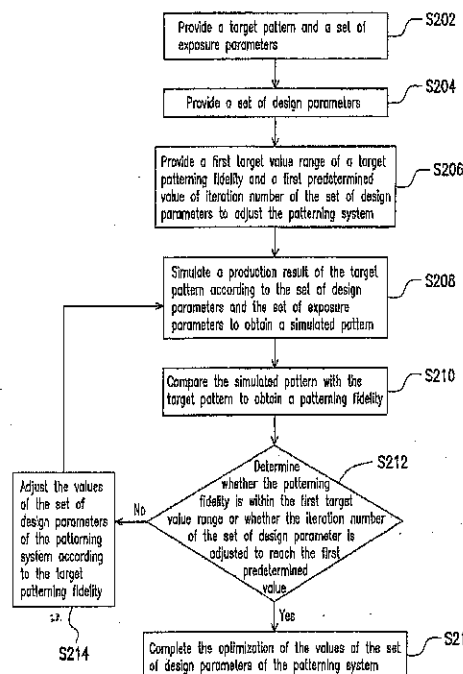 Provide a target pattern and a set of
exposure parameters
S202
Provide a set of design parameters
S204
Provide a first target value range of a target
patterning fidelity and a first predetermined
value of iteration number of the set of design
parameters to adjust the patterning system
S206
Simulate a production result of the target
pattern according to the set of design
parameters and the set of exposure
parameters to obtain a simulated pattern
S208
Compare the simulated pattern with the
target pattern to obtain a patterning fidelity
S210
Determine
whether the patterning
fidelity is within the first target
value range or whether the iteration number
of the set of design parameter is
adjusted to reach the first
predetermined
value
S212
No
Adjust the values
of the set of
design parameters
of the patterning
system according
to the target
patterning fidelity
S214
Yes
Complete the optimization of the values of the set
of design parameters of the patterning system
S21